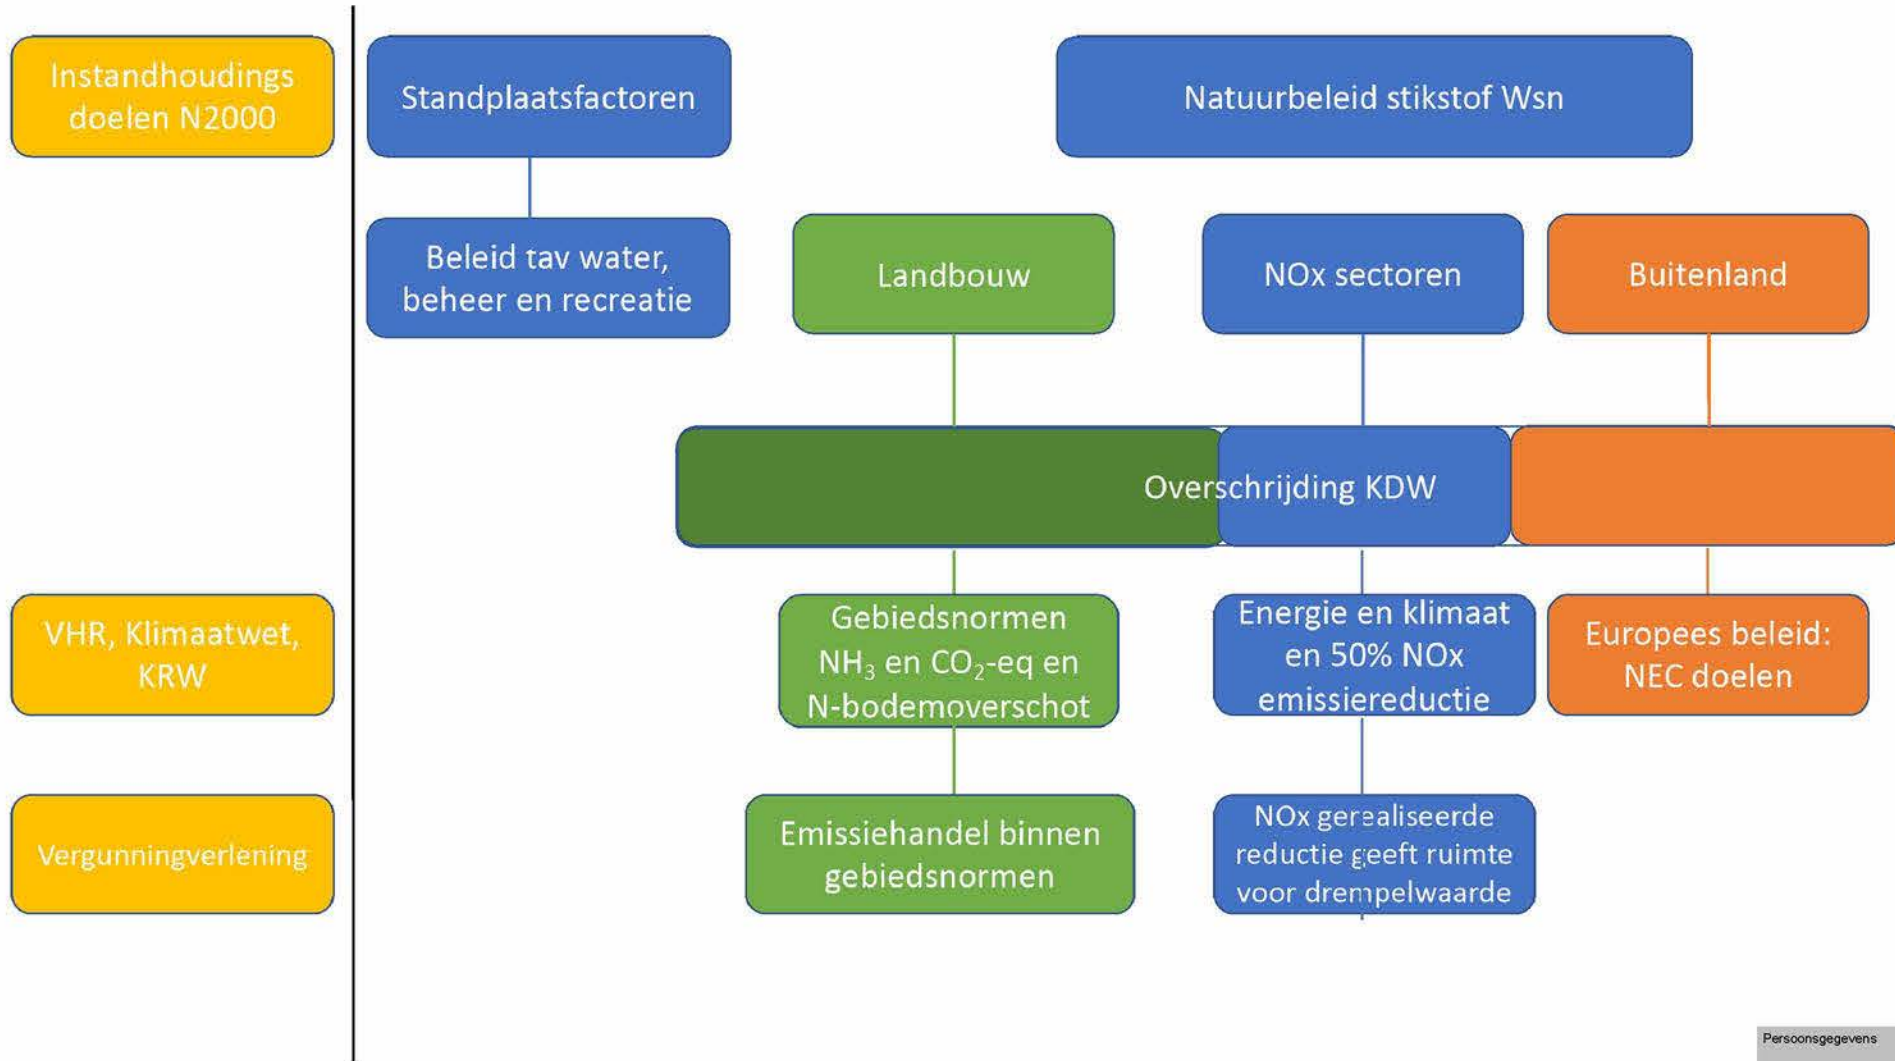 Instandhoudings
doelen N2000
Standplaatsfactoren
Natuurbeleid stikstof Wsn
Beleid tav water,
beheer en recreatie
Landbouw
NOx sectoren
Buitenland
Overschrijding KDW
VHR, Klimaatwet,
KRW
Gebiedsnormen
NH₃ en CO₂-eq en
N-bodemoverschot
Energie en klimaat
en 50% NOx
emissiereductie
Europees beleid:
NEC doelen
Vergunningverlening
Emissiehandel binnen
gebiedsnormen
NOx gerealiseerde
reductie geeft ruimte
voor drempelwaarde
Persoonsgegevens